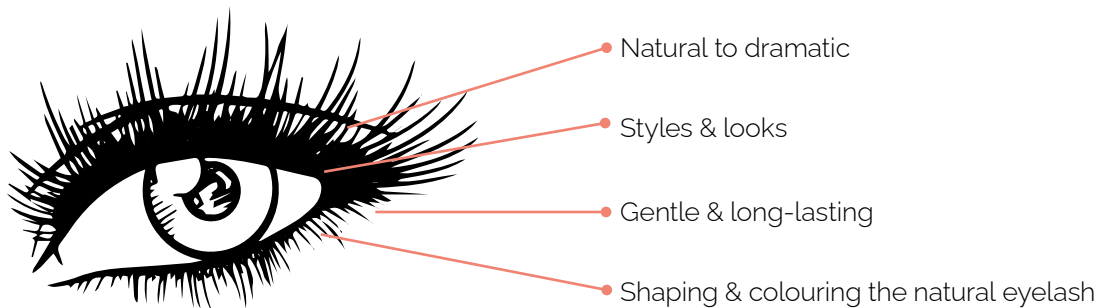 Natural to dramatic
Styles & looks
Gentle & long-lasting
Shaping & colouring the natural eyelash